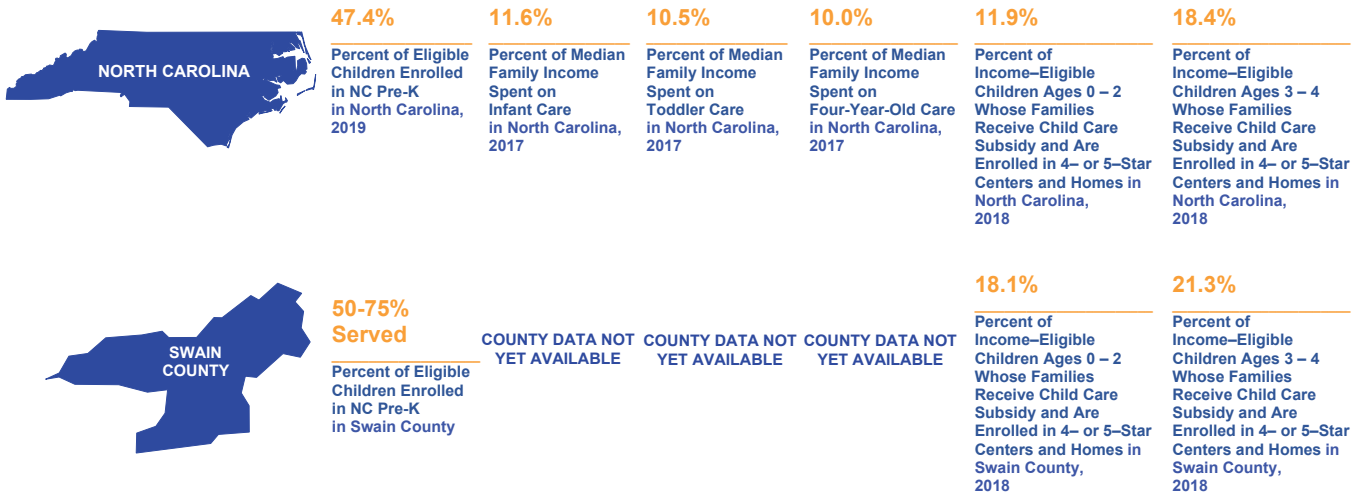 NORTH CAROLINA
47.4%
Percent of Eligible
Children Enrolled
in NC Pre-K
in North Carolina,
2019
11.6%
Percent of Median
Family Income
Spent on
Infant Care
in North Carolina,
2017
10.5%
Percent of Median
Family Income
Spent on
Toddler Care
in North Carolina,
2017
10.0%
Percent of Median
Family Income
Spent on
Four-Year-Old Care
in North Carolina,
2017
11.9%
Percent of
Income–Eligible
Children Ages 0 – 2
Whose Families
Receive Child Care
Subsidy and Are
Enrolled in 4– or 5–Star
Centers and Homes in
North Carolina,
2018
18.4%
Percent of
Income–Eligible
Children Ages 3 – 4
Whose Families
Receive Child Care
Subsidy and Are
Enrolled in 4– or 5–Star
Centers and Homes in
North Carolina,
2018
SWAIN
COUNTY
50-75%
Served
Percent of Eligible
Children Enrolled
in NC Pre-K
in Swain County
COUNTY DATA NOT
YET AVAILABLE
COUNTY DATA NOT
YET AVAILABLE
COUNTY DATA NOT
YET AVAILABLE
18.1%
Percent of
Income–Eligible
Children Ages 0 – 2
Whose Families
Receive Child Care
Subsidy and Are
Enrolled in 4– or 5–Star
Centers and Homes in
Swain County,
2018
21.3%
Percent of
Income–Eligible
Children Ages 3 – 4
Whose Families
Receive Child Care
Subsidy and Are
Enrolled in 4– or 5–Star
Centers and Homes in
Swain County,
2018